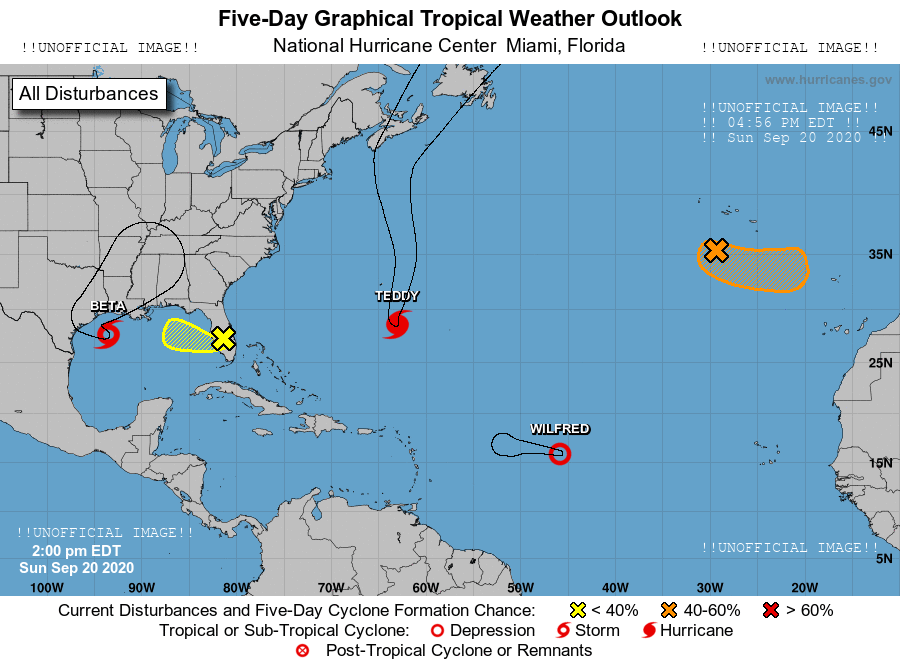 Five-Day Graphical Tropical Weather Outlook
National Hurricane Center  Miami, Florida
!!UNOFFICIAL IMAGE!!
!!UNOFFICIAL IMAGE!!
All Disturbances
www.hurricanes.gov
!!UNOFFICIAL IMAGE!!
!! 04:56 PM EDT !!
!! Sun Sep 20 2020 !!
45N
35N
BETA
TEDDY
25N
WILFRED
15N
!!UNOFFICIAL IMAGE!!
2:00 pm EDT
Sun Sep 20 2020
!!UNOFFICIAL IMAGE!!
5N
100W 90W 80W 70W 60W 50W 40W 30W 20W
Current Disturbances and Five-Day Cyclone Formation Chance: < 40% 40-60% > 60%
Tropical or Sub-Tropical Cyclone: Depression Storm Hurricane
Post-Tropical Cyclone or Remnants